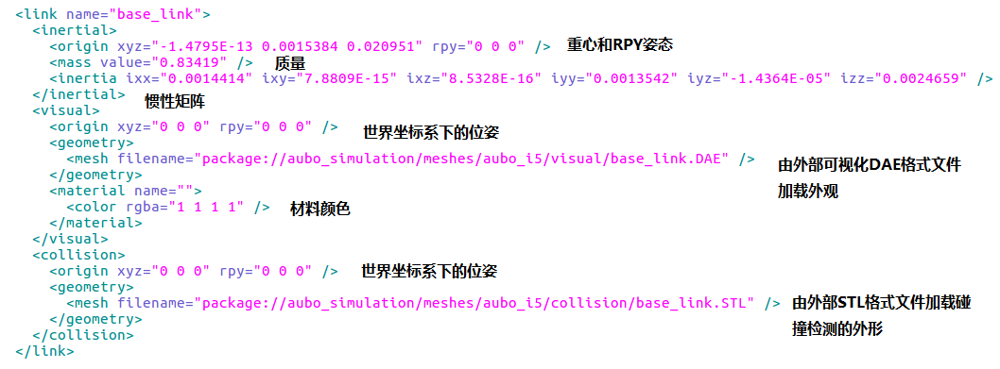 <link name="base_link">
<inertial>
<origin xyz="-1.4795E-13 0.0015384 0.020951" rpy="0 0 0" /> 重心和RPY姿态
<mass value="0.83419" /> 质量
<inertia ixx="0.0014414" ixy="7.8809E-15" ixz="8.5328E-16" iyy="0.0013542" iyz="-1.4364E-05" izz="0.0024659" />
</inertial> 惯性矩阵
<visual>
<origin xyz="0 0 0" rpy="0 0 0" /> 世界坐标系下的位姿
<geometry>
<mesh filename="package://aubo_simulation/meshes/aubo_i5/visual/base_link.DAE" /> 由外部可视化DAE格式文件
</geometry>
<material name=""> 加载外观
<color rgba="1 1 1 1" /> 材料颜色
</material>
</visual>
<collision>
<origin xyz="0 0 0" rpy="0 0 0" /> 世界坐标系下的位姿
<geometry>
<mesh filename="package://aubo_simulation/meshes/aubo_i5/collision/base_link.STL" /> 由外部STL格式文件加载碰
</geometry> 撞检测的外形
</collision>
</link>